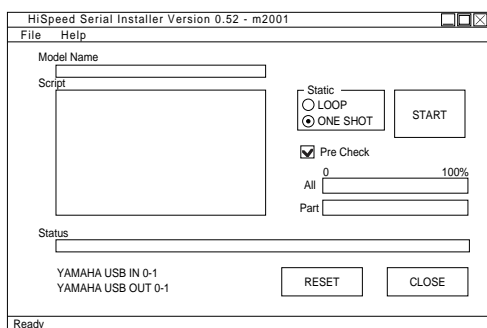 HiSpeed Serial Installer Version 0.52 - m2001
File Help
Model Name
Script
Static
LOOP
ONE SHOT
START
Pre Check
0 100%
All
Part
Status
YAMAHA USB IN 0-1
YAMAHA USB OUT 0-1
RESET
CLOSE
Ready